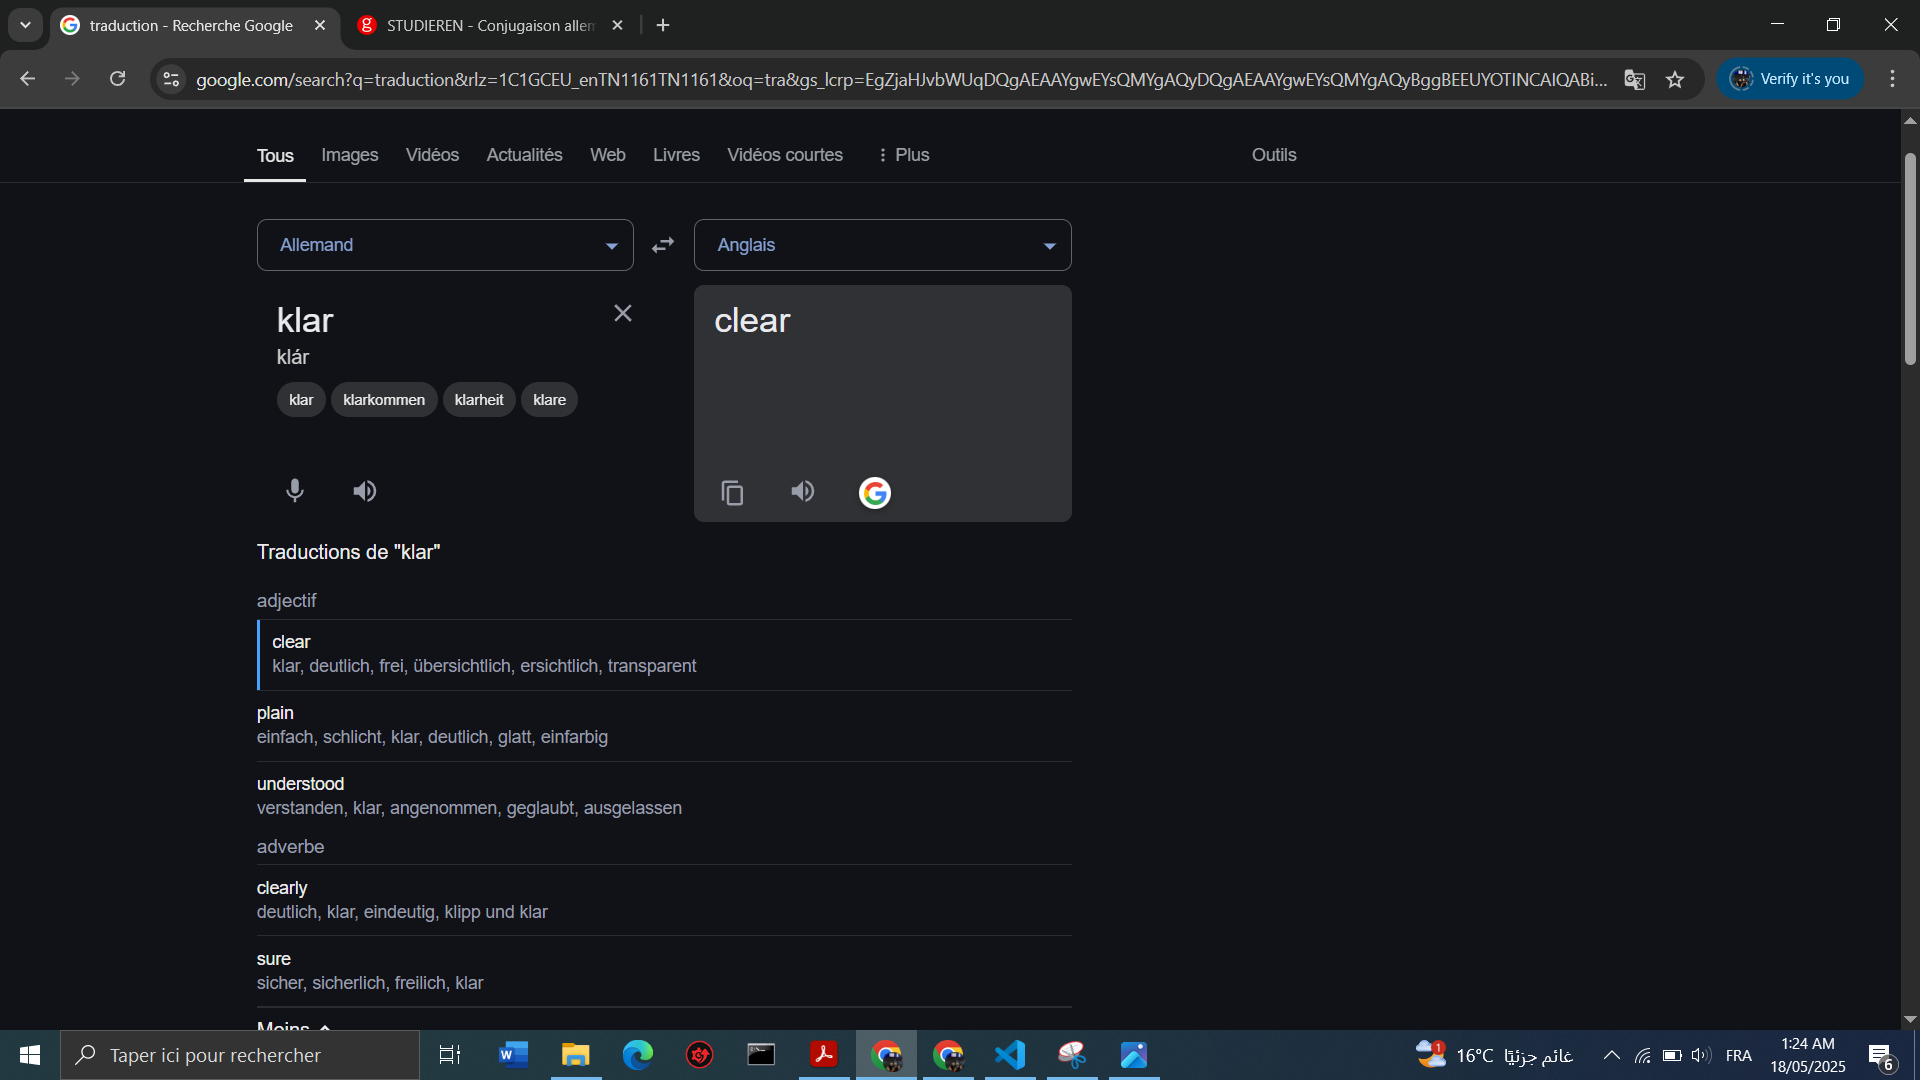 traduction - Recherche Google
STUDIEREN - Conjugaison allem
google.com/search?q=traduction&rlz=1C1GCEU_enTN1161TN1161&oq=tra&gs_lcrp=EgZjaHJvbWUqDQgAEAAYgwEYsQMYgAQyDQgAEAAYgwEYsQMYgAQyBggBEEUYOTINCAIQABi...
Verify it's you
Tous Images Vidéos Actualités Web Livres Vidéos courtes Plus Outils
Allemand
Anglais
klar
klár
klar klarkommen klarheit klare
clear
Traductions de "klar"
adjectif
clear
klar, deutlich, frei, übersichtlich, ersichtlich, transparent
plain
einfach, schlicht, klar, deutlich, glatt, einfarbig
understood
verstanden, klar, angenommen, geglaubt, ausgelassen
adverbe
clearly
deutlich, klar, eindeutig, klipp und klar
sure
sicher, sicherlich, freilich, klar
Moins
Taper ici pour rechercher
1
16°C غائم جزئيًا
FRA
1:24 AM
18/05/2025
6